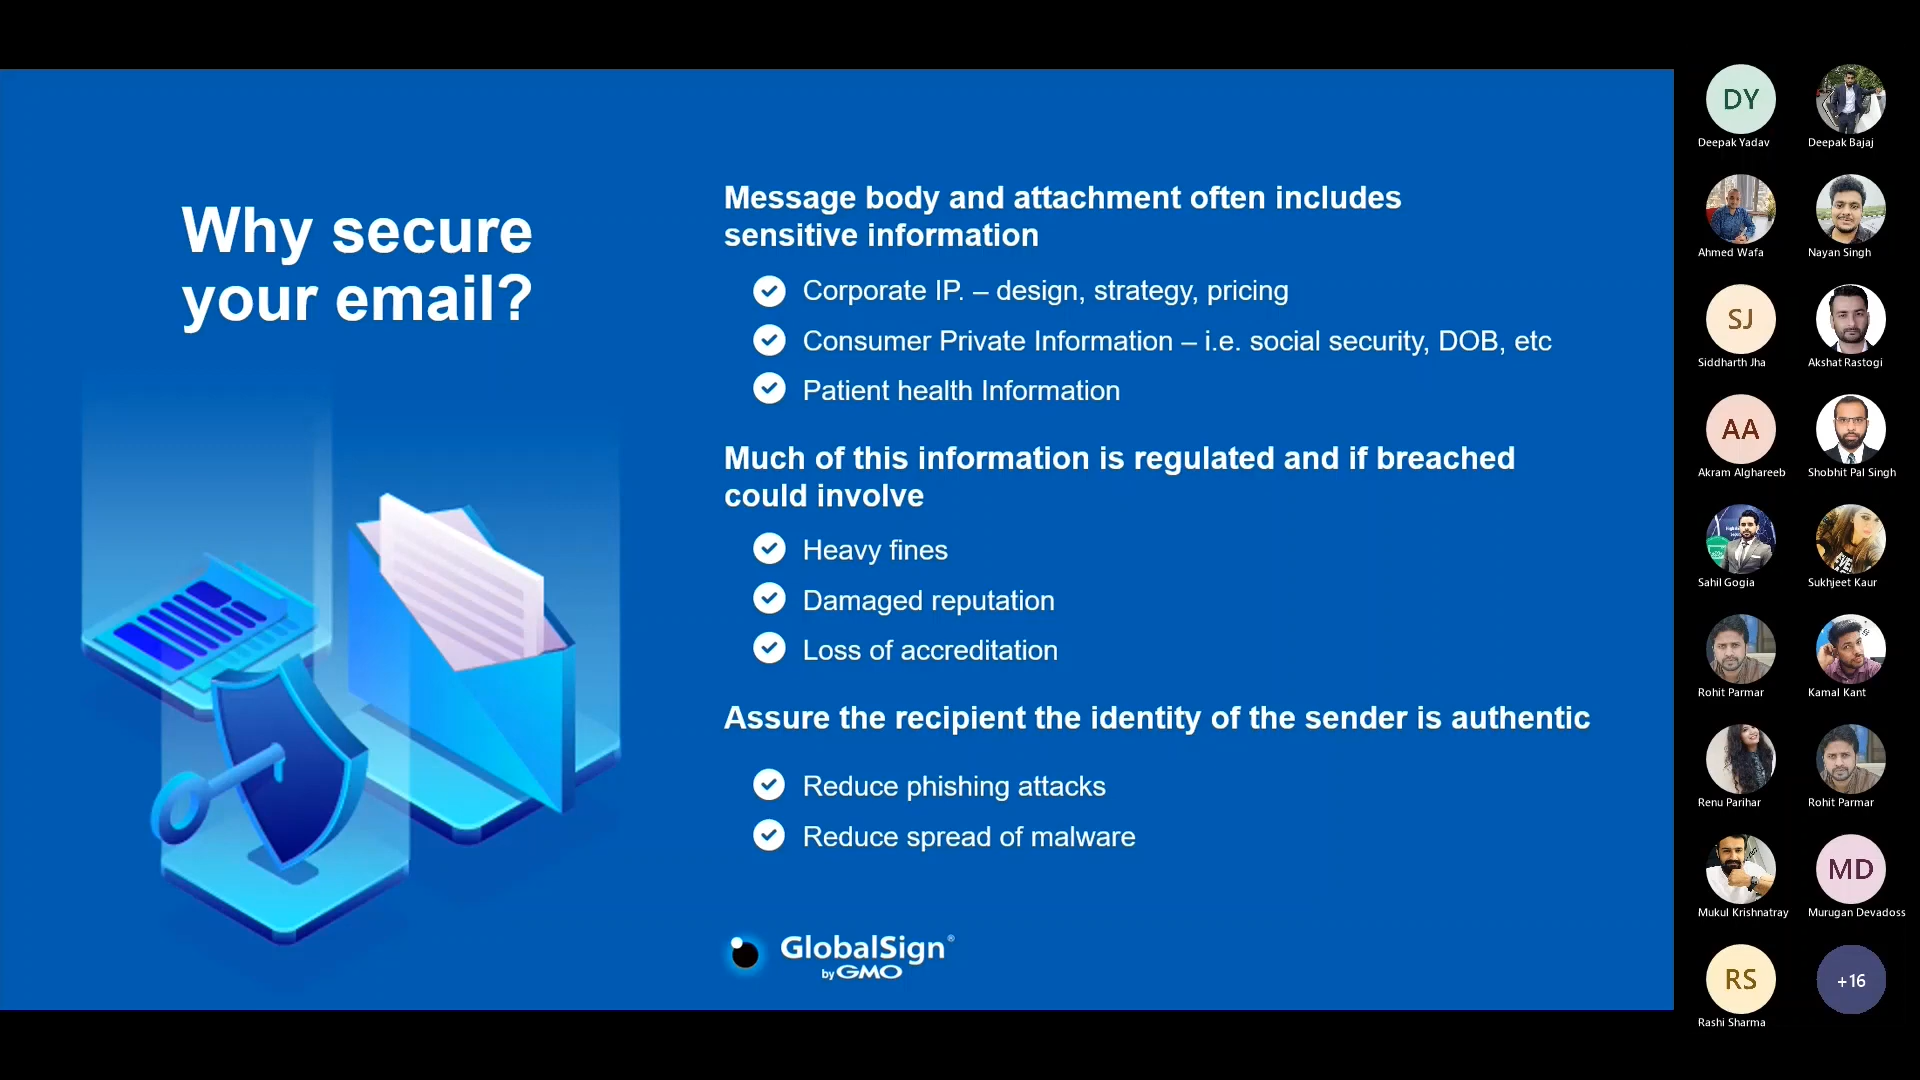 Why secure
your email?
Message body and attachment often includes
sensitive information
Corporate IP. – design, strategy, pricing
Consumer Private Information – i.e. social security, DOB, etc
Patient health Information
Much of this information is regulated and if breached
could involve
Heavy fines
Damaged reputation
Loss of accreditation
Assure the recipient the identity of the sender is authentic
Reduce phishing attacks
Reduce spread of malware
GlobalSign®
by GMO
DY
Deepak Yadav
Deepak Bajaj
Ahmed Wafa
Nayan Singh
SJ
Siddharth Jha
Akshat Rastogi
AA
Akram Alghareeb
Shobhit Pal Singh
Sahil Gogia
Sukhjeet Kaur
Rohit Parmar
Kamal Kant
Renu Parihar
Rohit Parmar
Mukul Krishnatray
MD
Murugan Devadoss
RS
Rashi Sharma
+16